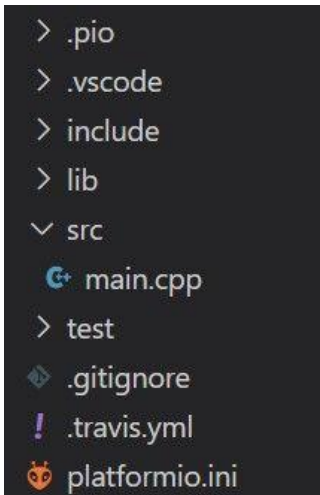 .pio
.vscode
include
lib
src
main.cpp
test
.gitignore
.travis.yml
platformio.ini